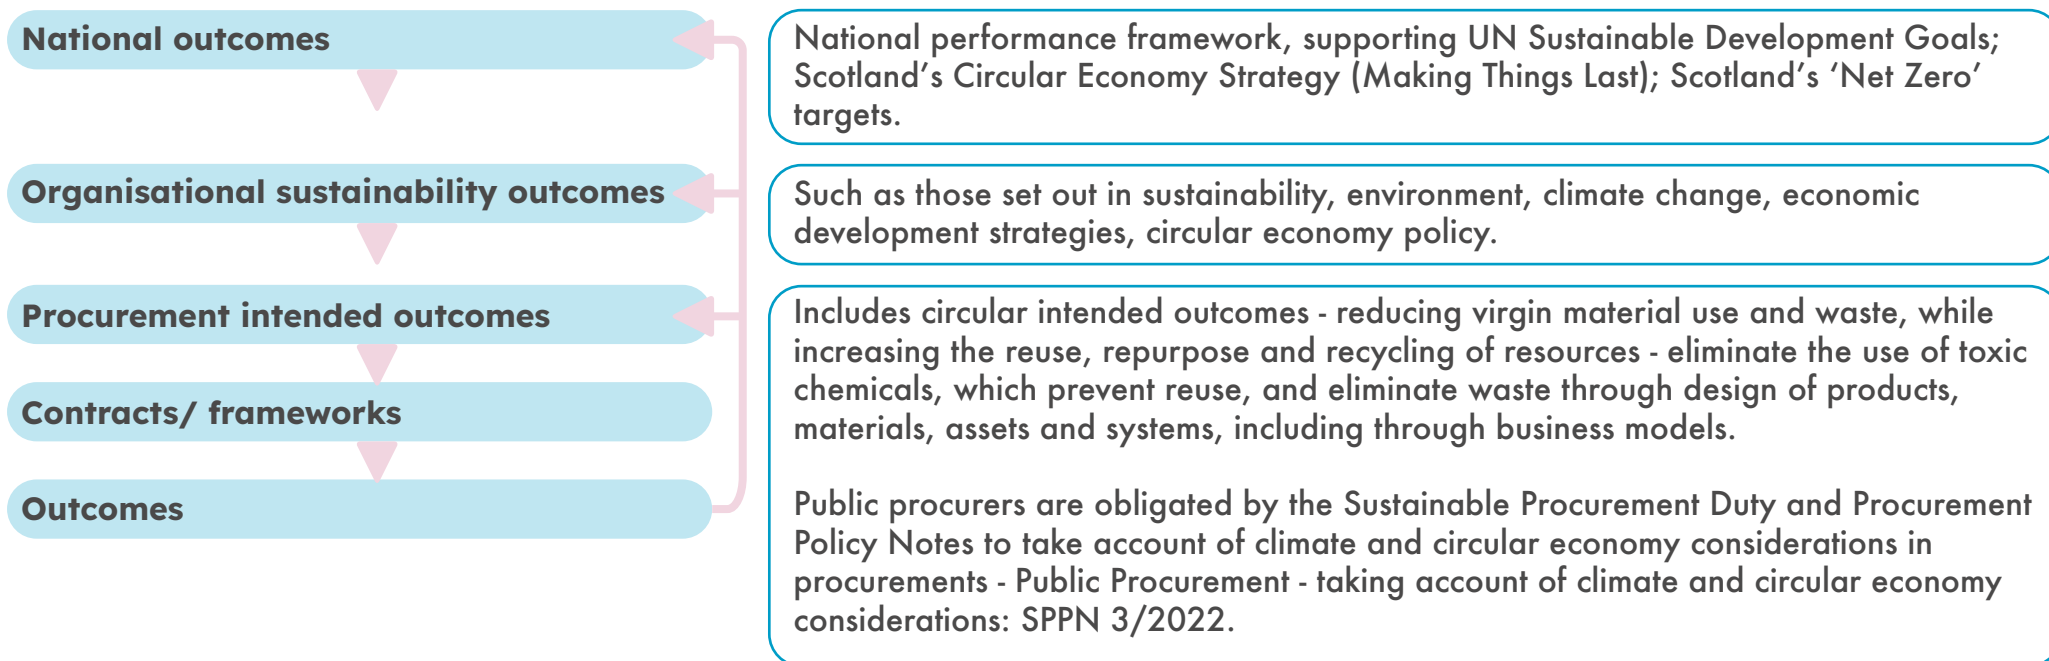 National outcomes
National performance framework, supporting UN Sustainable Development Goals;
Scotland’s Circular Economy Strategy (Making Things Last); Scotland’s ‘Net Zero’
targets.
Organisational sustainability outcomes
Such as those set out in sustainability, environment, climate change, economic
development strategies, circular economy policy.
Procurement intended outcomes
Contracts/ frameworks
Outcomes
Includes circular intended outcomes - reducing virgin material use and waste, while
increasing the reuse, repurpose and recycling of resources - eliminate the use of toxic
chemicals, which prevent reuse, and eliminate waste through design of products,
materials, assets and systems, including through business models.
Public procurers are obligated by the Sustainable Procurement Duty and Procurement
Policy Notes to take account of climate and circular economy considerations in
procurements - Public Procurement - taking account of climate and circular economy
considerations: SPPN 3/2022.